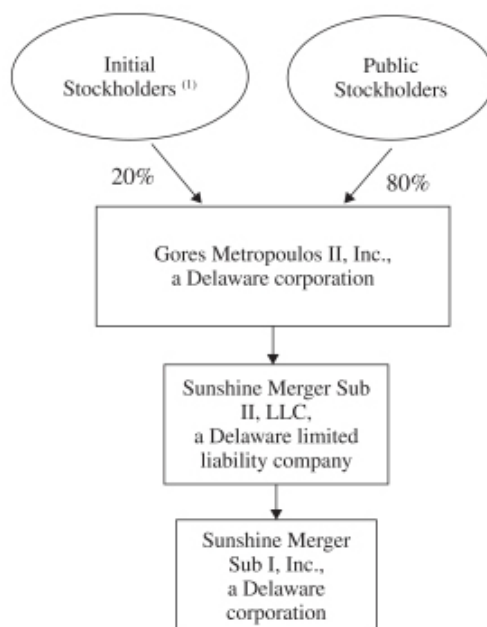 Initial
Stockholders (1)
Public
Stockholders
20%
80%
Gores Metropoulos II, Inc.,
a Delaware corporation
Sunshine Merger Sub
II, LLC,
a Delaware limited
liability company
Sunshine Merger
Sub I, Inc.,
a Delaware
corporation